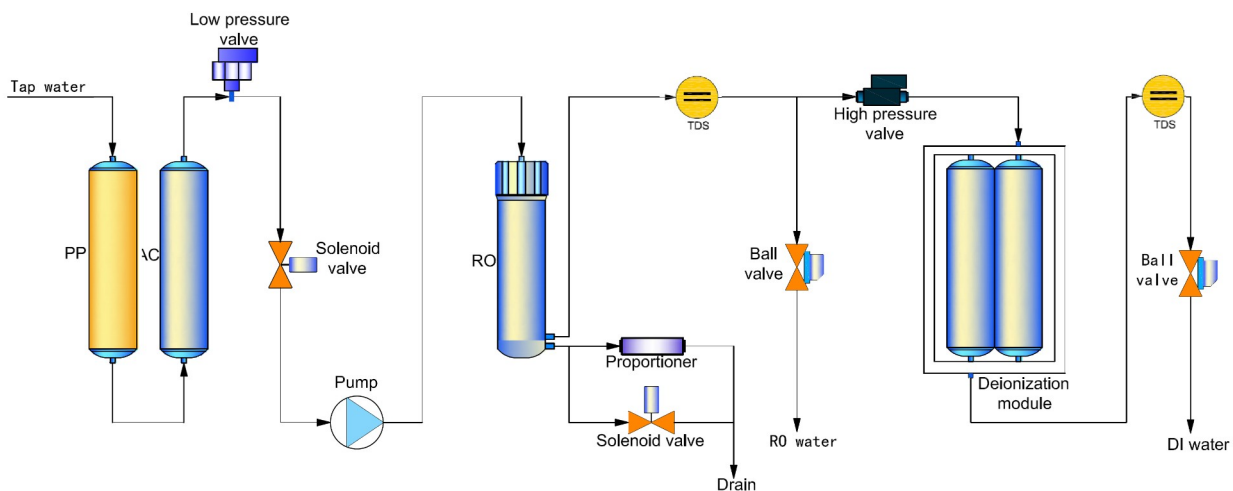 Low pressure
valve
Tap water
TDS
TDS
High pressure
valve
PP
AC
Solenoid
valve
RO
Ball
valve
Ball
valve
Proportioner
Pump
Deionization
module
Solenoid valve
RO water
DI water
Drain